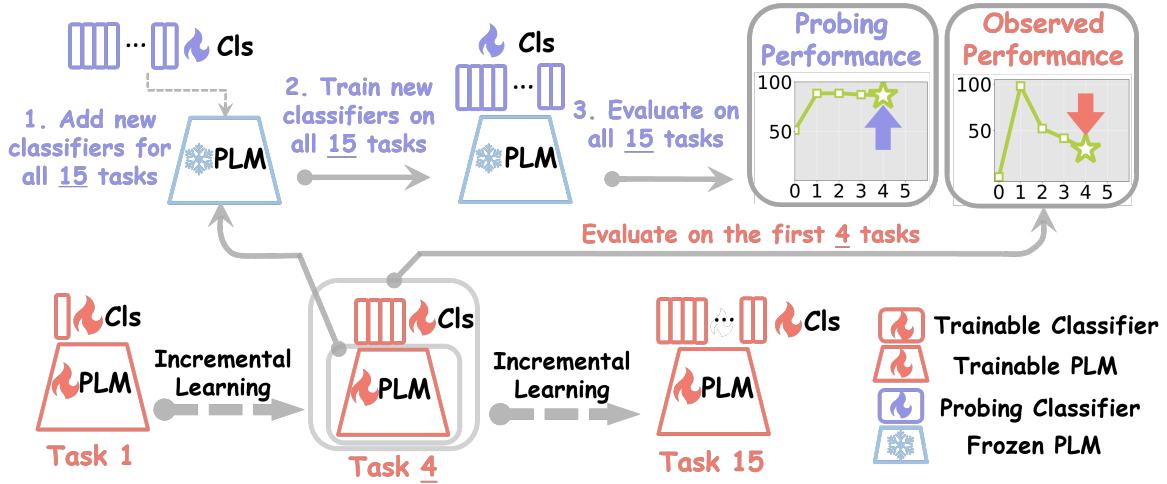 ... Cls
1. Add new
classifiers for
all 15 tasks
PLM
2. Train new
classifiers on
all 15 tasks
Cls
...
PLM
3. Evaluate on
all 15 tasks
Probing
Performance
100
50
0 1 2 3 4 5
Observed
Performance
100
50
0 1 2 3 4 5
Evaluate on the first 4 tasks
Cls
PLM
Task 1
Incremental
Learning
Cls
PLM
Task 4
Incremental
Learning
... Cls
PLM
Task 15
Trainable Classifier
Trainable PLM
Probing Classifier
Frozen PLM